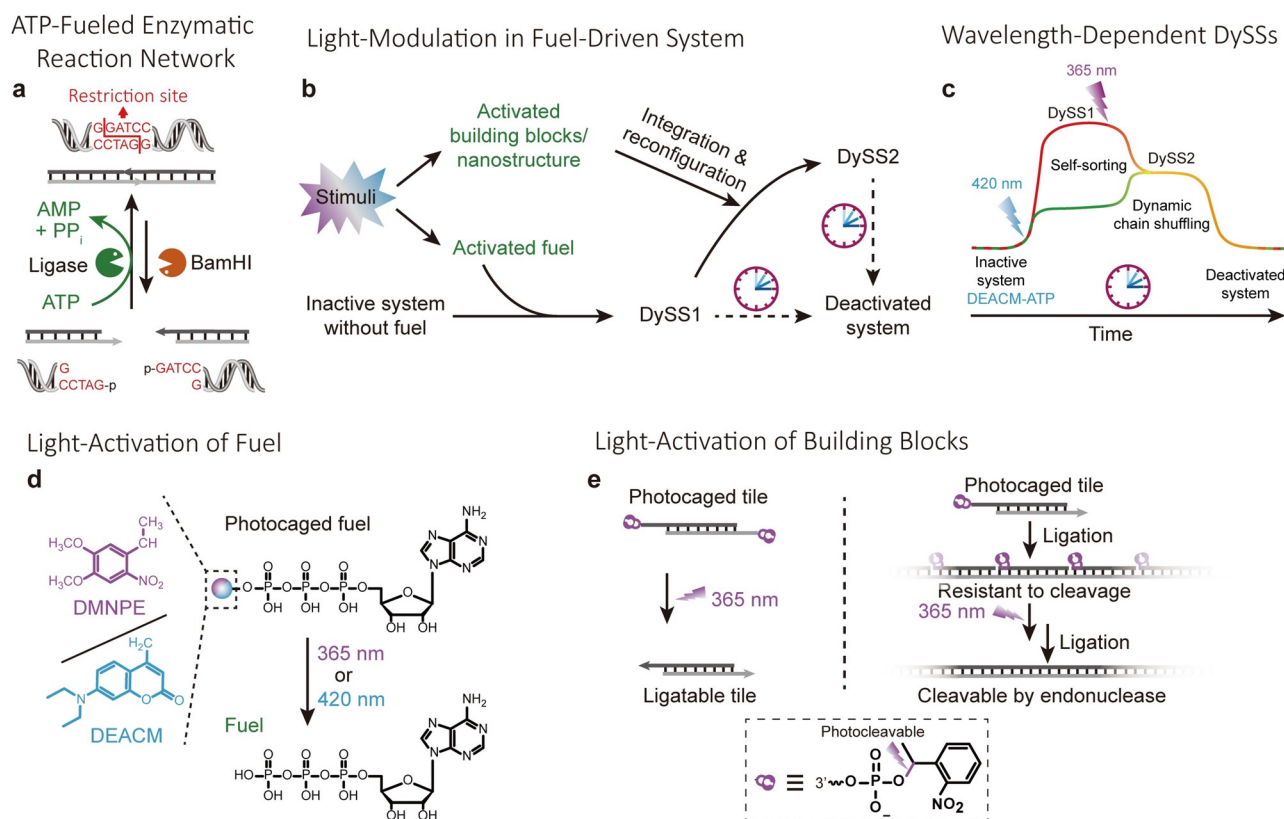 ATP-Fueled Enzymatic
Reaction Network
a
Restriction site
GGATCC
CCTAGG
AMP
+ PPi
Ligase
BamHI
ATP
G
CCTAG-p
p-GATCC
G
Light-Modulation in Fuel-Driven System
b
Stimuli
Activated
building blocks/
nanostructure
Integration &
reconfiguration
DySS2
Activated fuel
Inactive system
without fuel
DySS1
Deactivated
system
Wavelength-Dependent DySSs
c
365 nm
DySS1
DySS2
Self-sorting
420 nm
Dynamic
chain shuffling
Inactive
system
DEACM-ATP
Deactivated
system
Time
Light-Activation of Fuel
d
Photocaged fuel
CH3
CH
H3CO
H3CO
NO2
DMNPE
H2C
N
O
O
DEACM
O
O
O
O
P
O
P
O
P
O
OH
OH
OH
O
OH
OH
NH2
N
N
N
N
365 nm
or
420 nm
Fuel
O
O
O
HO
P
O
P
O
P
O
OH
OH
OH
O
OH
OH
NH2
N
N
N
N
Light-Activation of Building Blocks
e
Photocaged tile
365 nm
Ligatable tile
Photocaged tile
Ligation
Resistant to cleavage
365 nm
Ligation
Cleavable by endonuclease
Photocleavable
3'
O
O
P
O
O
−
NO2